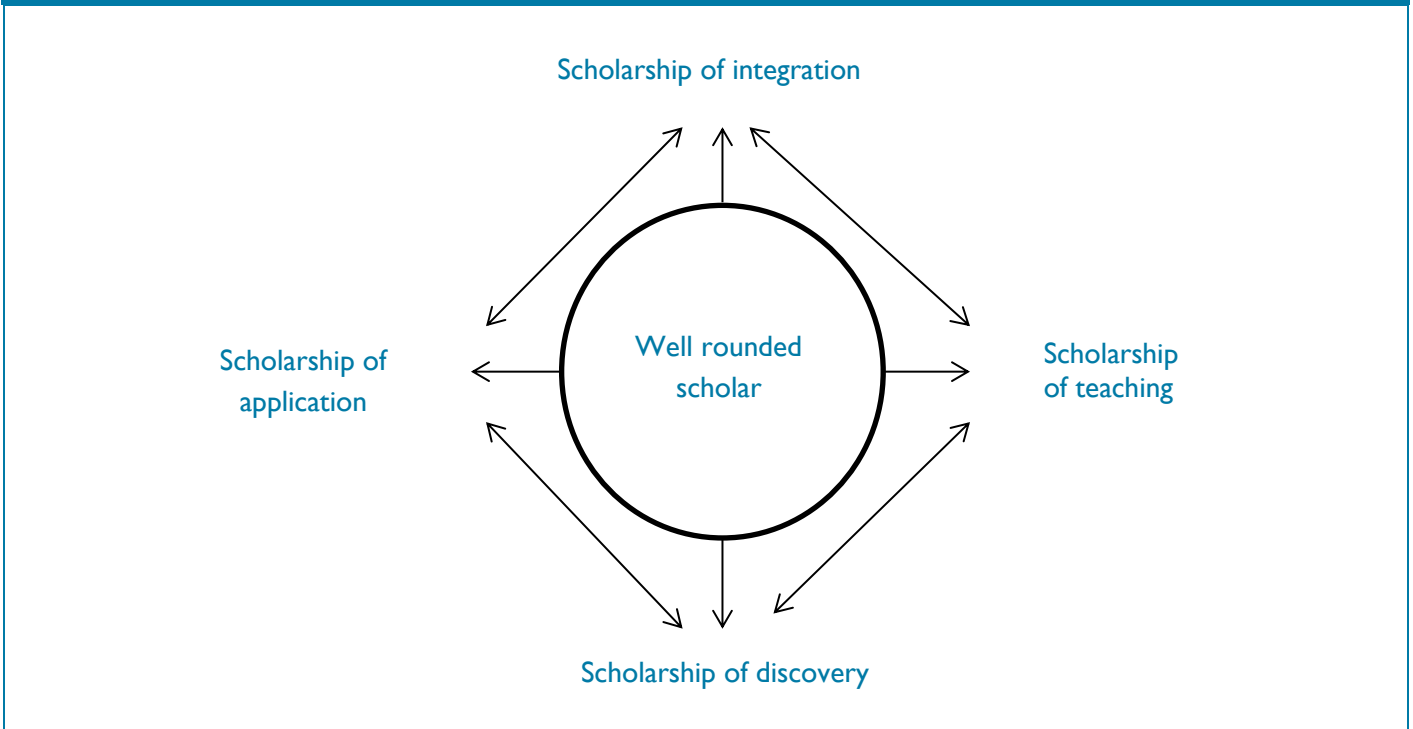 Scholarship of integration
Scholarship of
application
Well rounded
scholar
Scholarship
of teaching
Scholarship of discovery